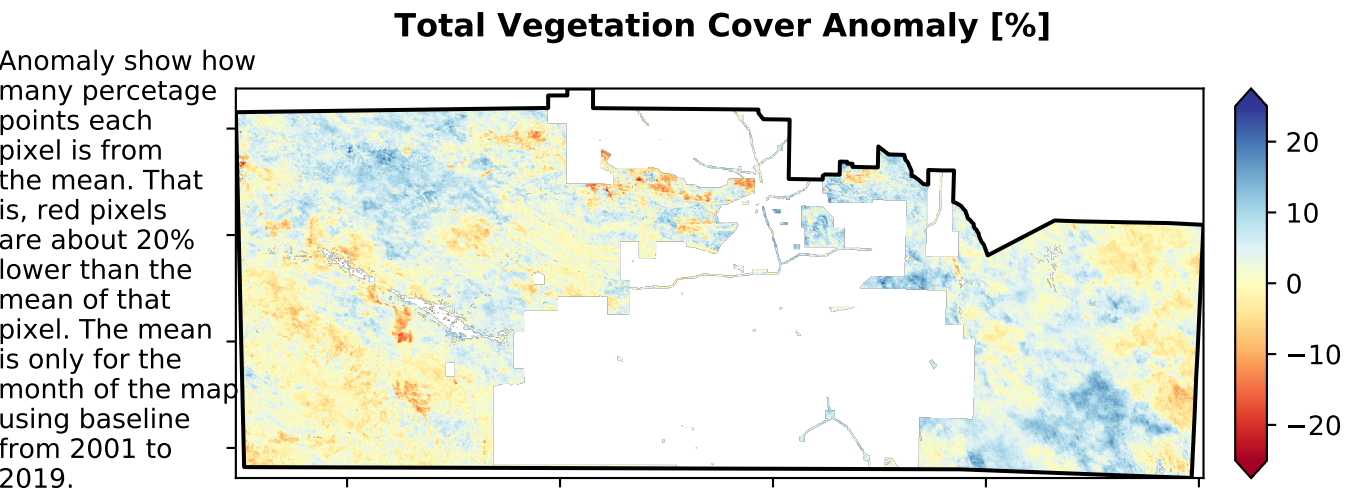 Total Vegetation Cover Anomaly [%]
Anomaly show how
many percetage
points each
pixel is from
the mean. That
is, red pixels
are about 20%
lower than the
mean of that
pixel. The mean
is only for the
month of the map
using baseline
from 2001 to
2019.
20
10
0
−10
−20